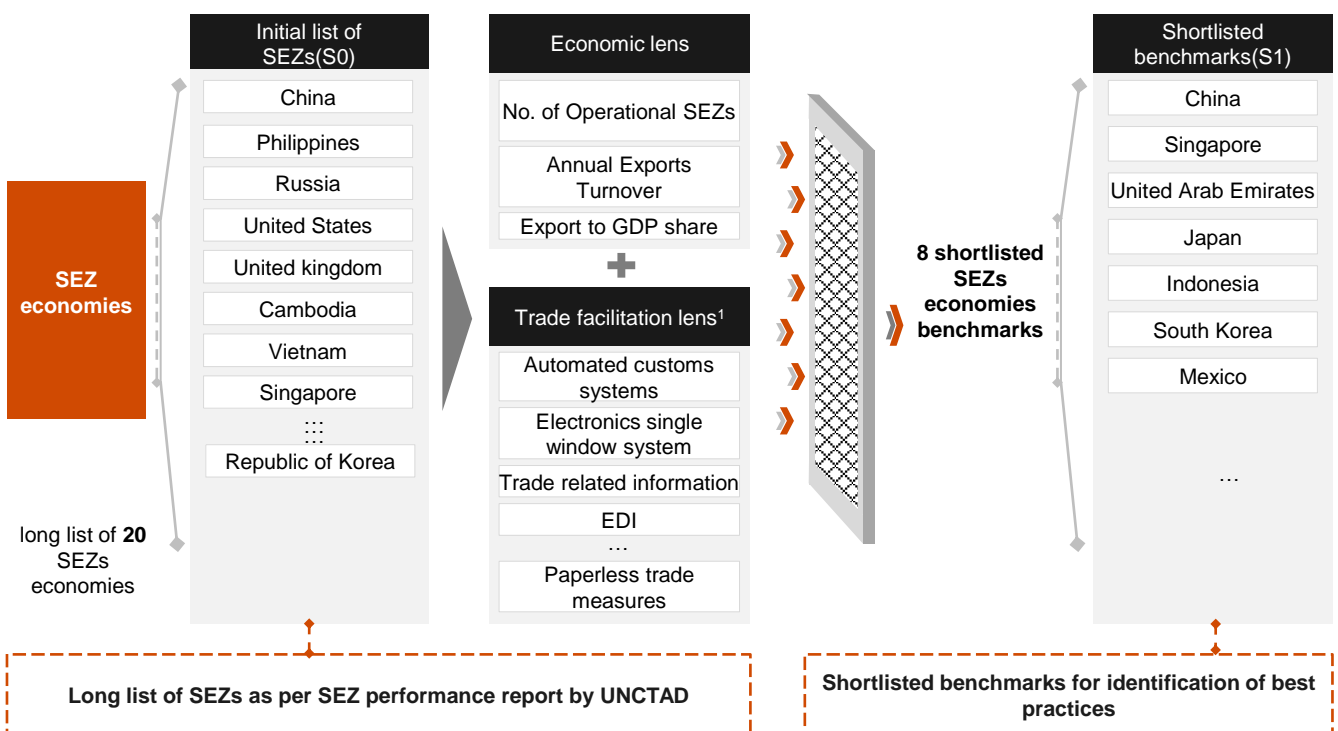 SEZ
economies
long list of 20
SEZs
economies
Initial list of
SEZs(S0)
China
Philippines
Russia
United States
United kingdom
Cambodia
Vietnam
Singapore
...
...
Republic of Korea
Economic lens
No. of Operational SEZs
Annual Exports
Turnover
Export to GDP share
Trade facilitation lens1
Automated customs
systems
Electronics single
window system
Trade related information
EDI
...
Paperless trade
measures
8 shortlisted
SEZs
economies
benchmarks
Shortlisted
benchmarks(S1)
China
Singapore
United Arab Emirates
Japan
Indonesia
South Korea
Mexico
...
Long list of SEZs as per SEZ performance report by UNCTAD
Shortlisted benchmarks for identification of best
practices